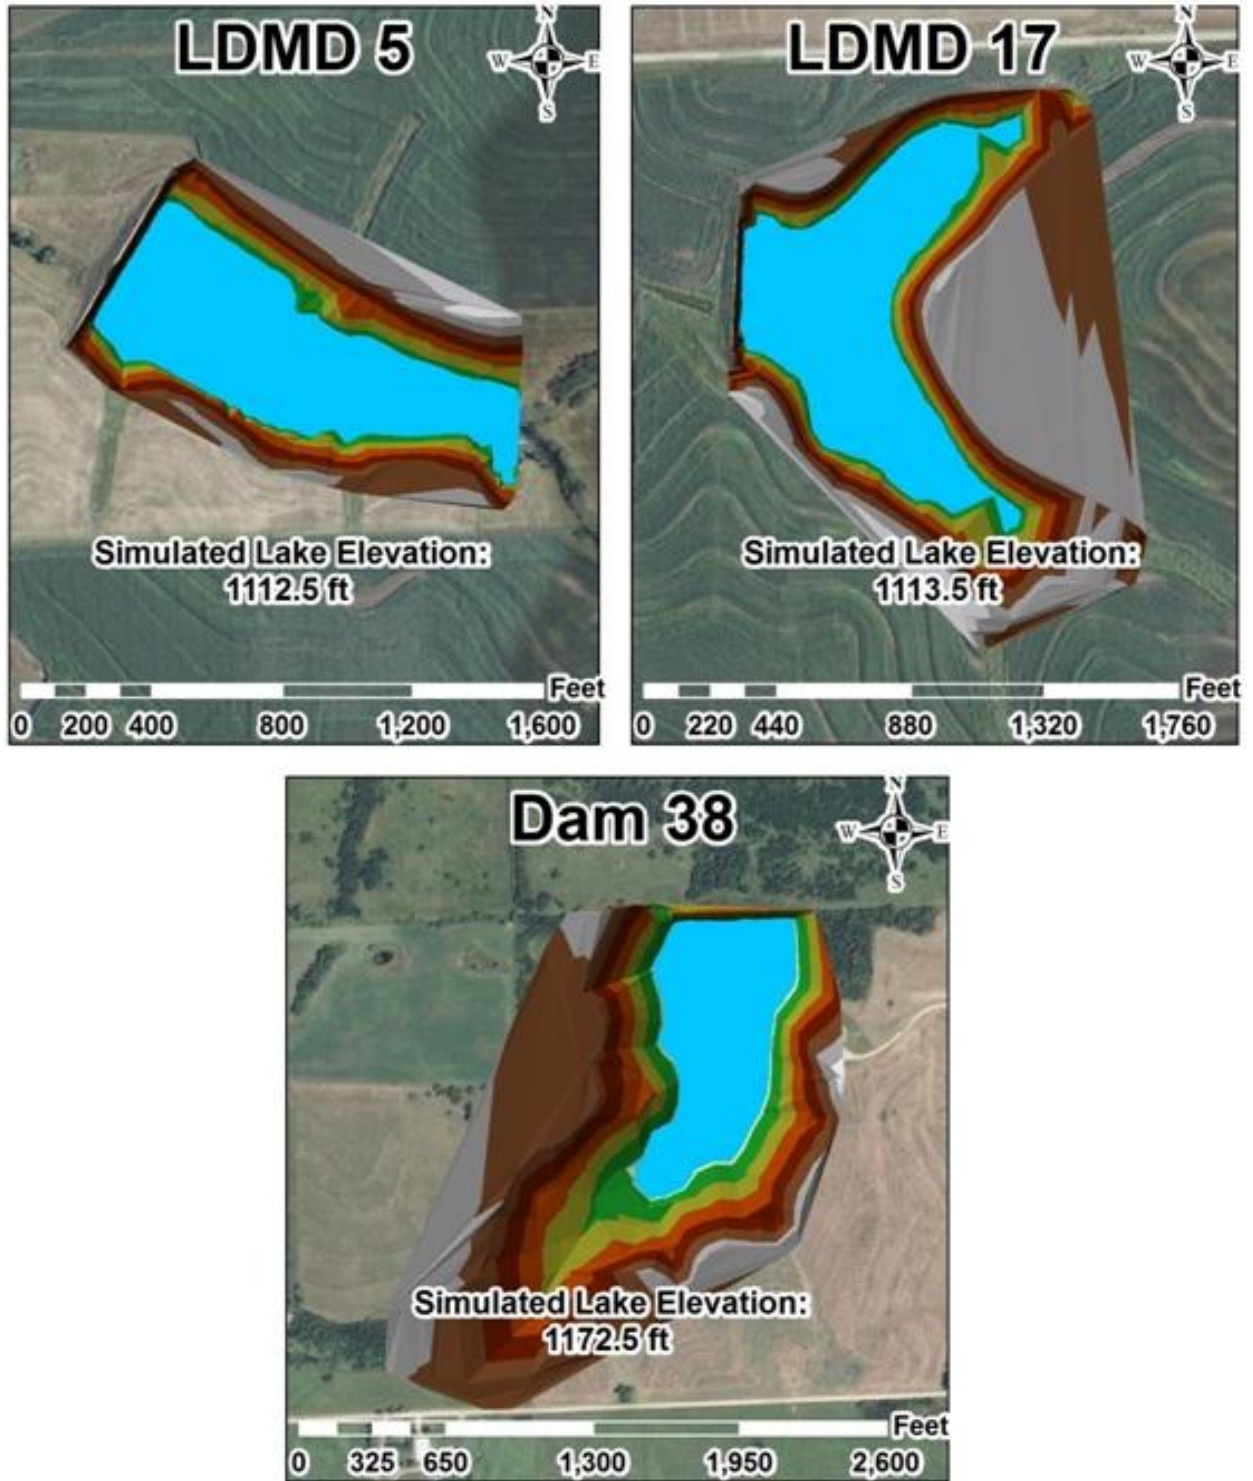 LDMD 5
N
W E
S
Simulated Lake Elevation:
1112.5 ft
Feet
0 200 400 800 1,200 1,600
LDMD 17
N
W E
S
Simulated Lake Elevation:
1113.5 ft
Feet
0 220 440 880 1,320 1,760
Dam 38
N
W E
S
Simulated Lake Elevation:
1172.5 ft
Feet
0 325 650 1,300 1,950 2,600